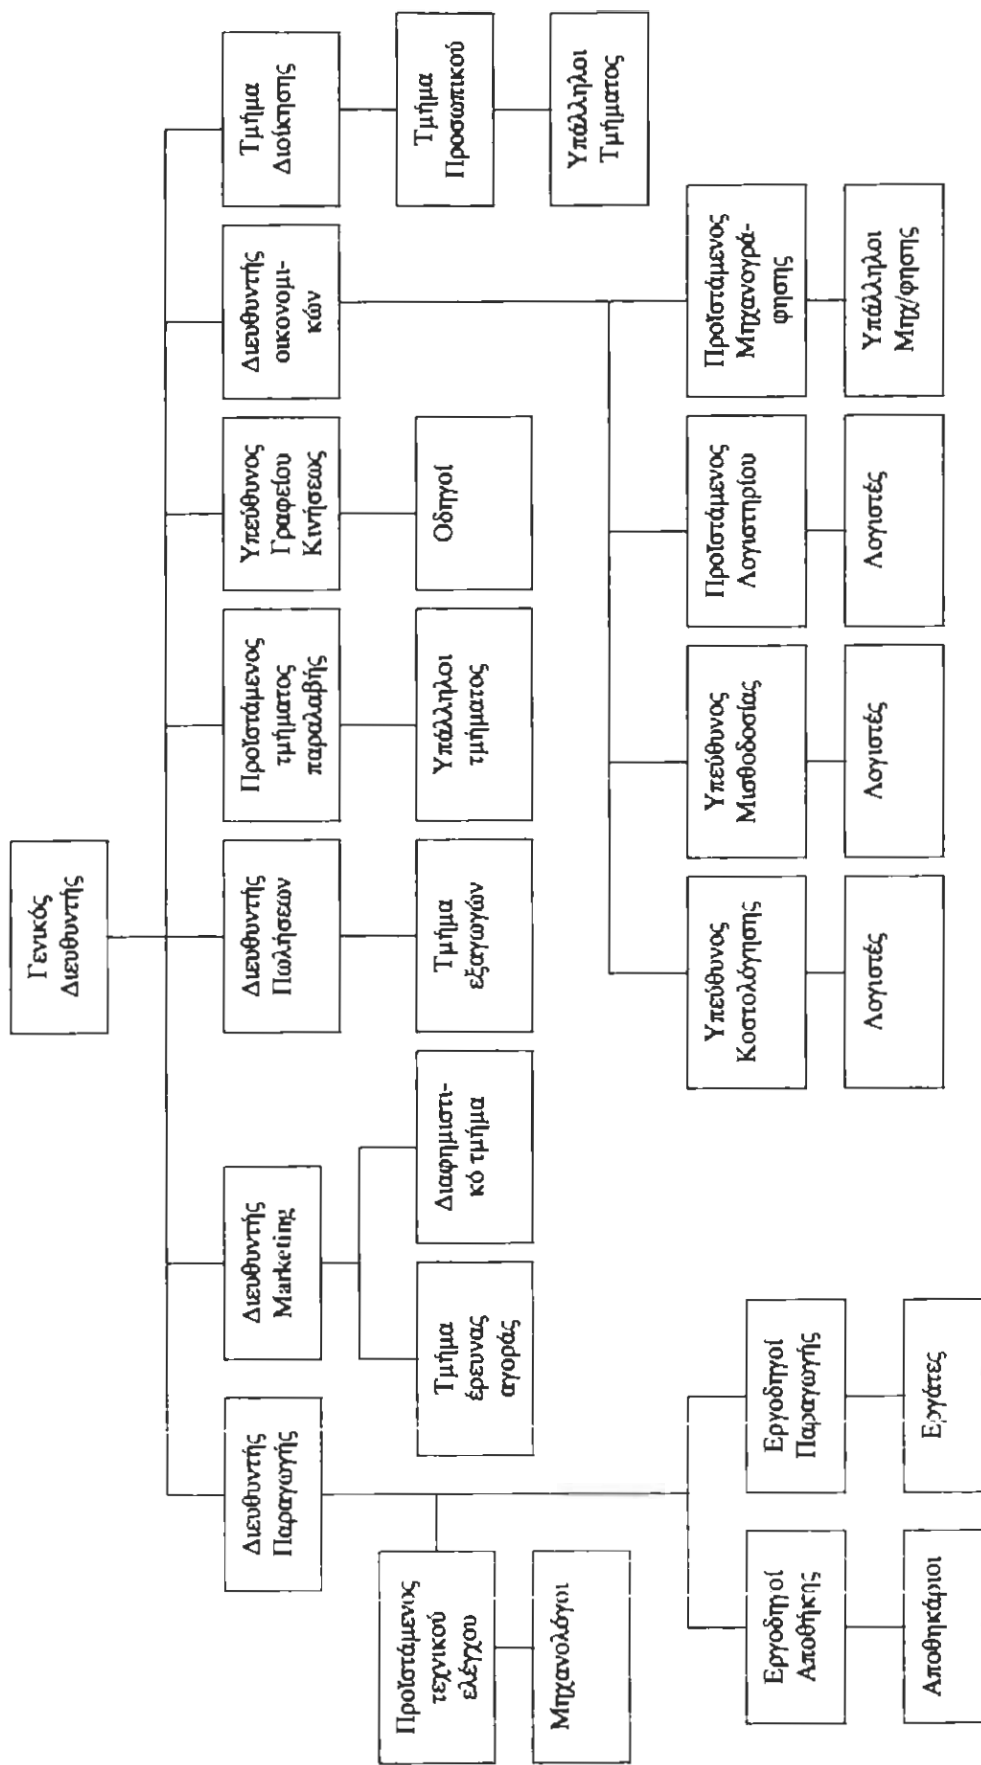 Γενικός
Διευθυντής
Διευθυντής
Παραγωγής
Διευθυντής
Marketing
Διευθυντής
Πωλήσεων
Προϊστάμενος
τμήματος
παραλαβής
Υπεύθυνος
Γραφείου
Κινήσεως
Διευθυντής
οικονομι-
κών
Τμήμα
Διοίκησης
Προϊστάμενος
τεχνικού
ελέγχου
Τμήμα
έρευνας
αγοράς
Διαφημιστι-
κό τμήμα
Τμήμα
εξαγωγών
Υπάλληλοι
τμήματος
Οδηγοί
Τμήμα
Προσωπικού
Μηχανολόγοι
Υπάλληλοι
Τμήματος
Υπεύθυνος
Κοστολόγησης
Υπεύθυνος
Μισθοδοσίας
Προϊστάμενος
Λογιστηρίου
Προϊστάμενος
Μηχανογρά-
φησης
Εργοδηγοί
Αποθήκης
Εργοδηγοί
Παραγωγής
Λογιστές
Λογιστές
Λογιστές
Υπάλληλοι
Μηχ/φησης
Αποθηκάριοι
Εργάτες